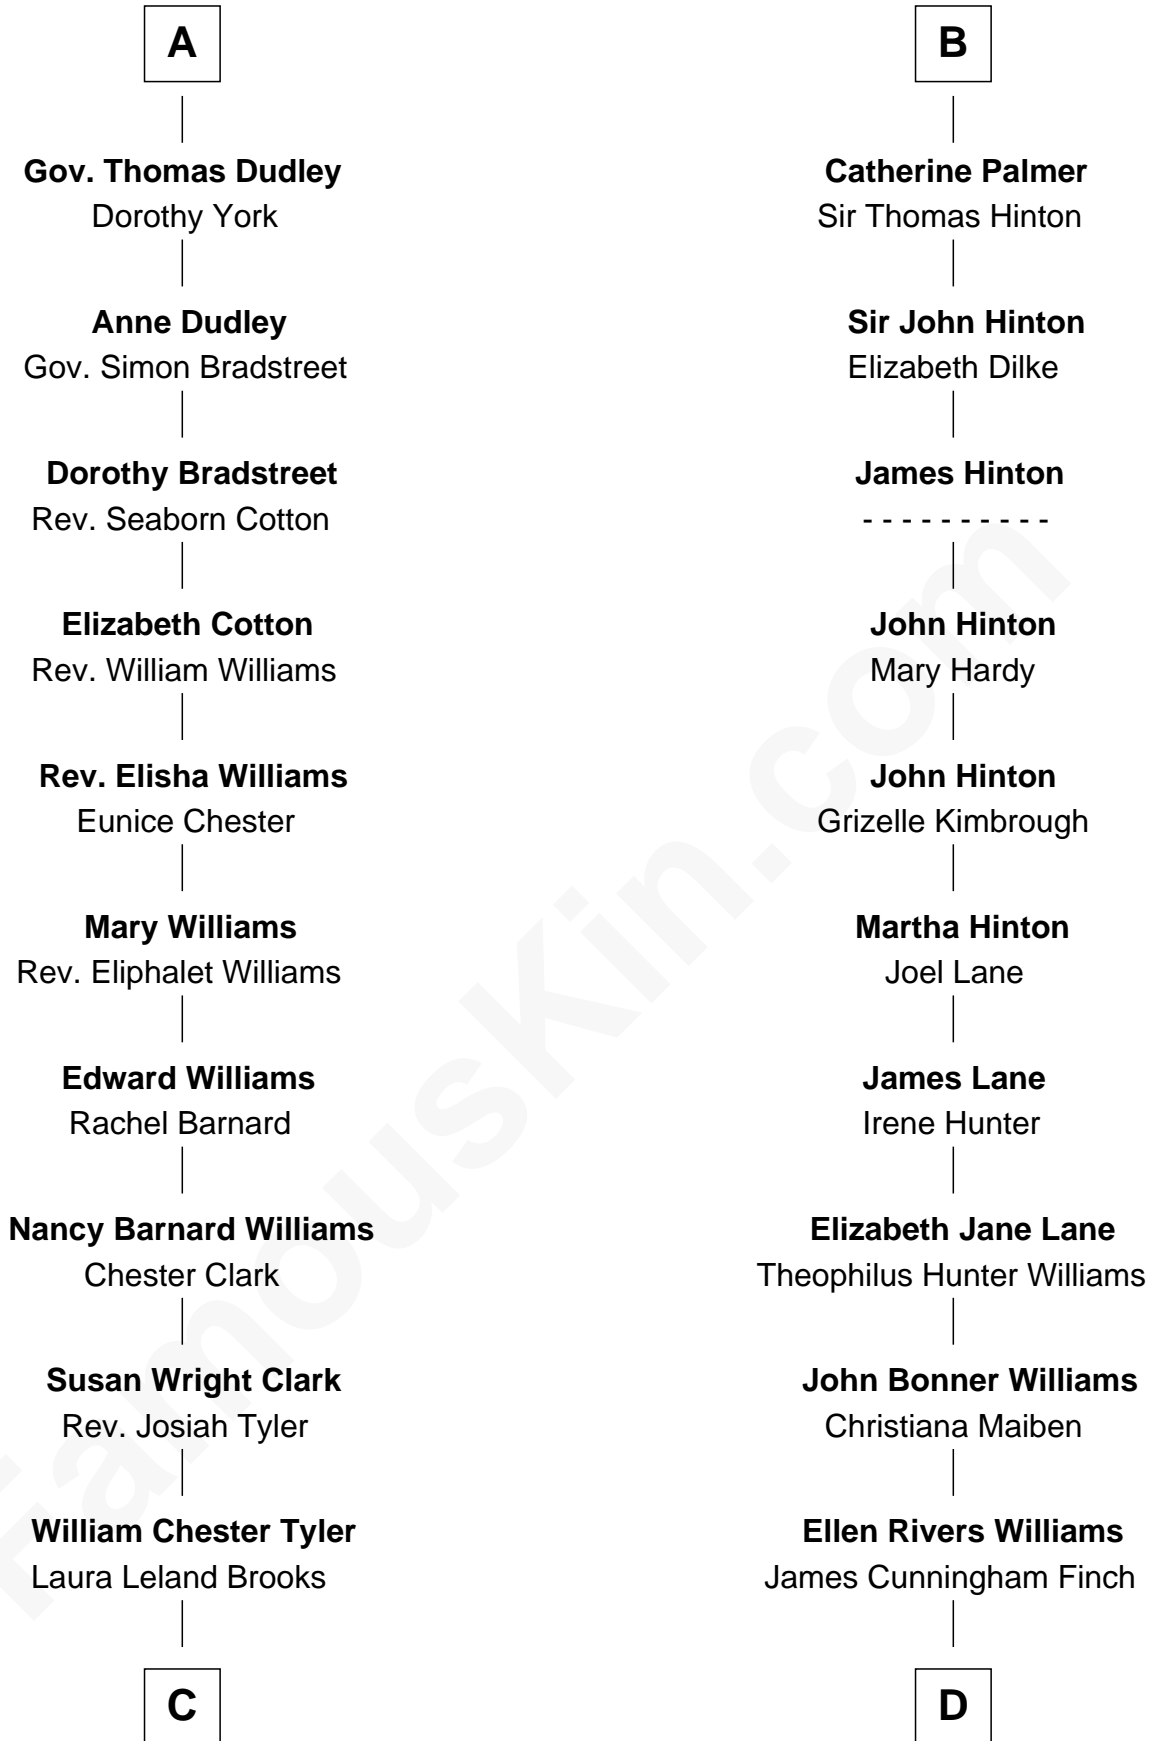 A
Gov. Thomas Dudley
Dorothy York
Anne Dudley
Gov. Simon Bradstreet
Dorothy Bradstreet
Rev. Seaborn Cotton
Elizabeth Cotton
Rev. William Williams
Rev. Elisha Williams
Eunice Chester
Mary Williams
Rev. Eliphalet Williams
Edward Williams
Rachel Barnard
Nancy Barnard Williams
Chester Clark
Susan Wright Clark
Rev. Josiah Tyler
William Chester Tyler
Laura Leland Brooks
C
B
Catherine Palmer
Sir Thomas Hinton
Sir John Hinton
Elizabeth Dilke
James Hinton
- - - - - - - - - -
John Hinton
Mary Hardy
John Hinton
Grizelle Kimbrough
Martha Hinton
Joel Lane
James Lane
Irene Hunter
Elizabeth Jane Lane
Theophilus Hunter Williams
John Bonner Williams
Christiana Maiben
Ellen Rivers Williams
James Cunningham Finch
D
FamousKin.com